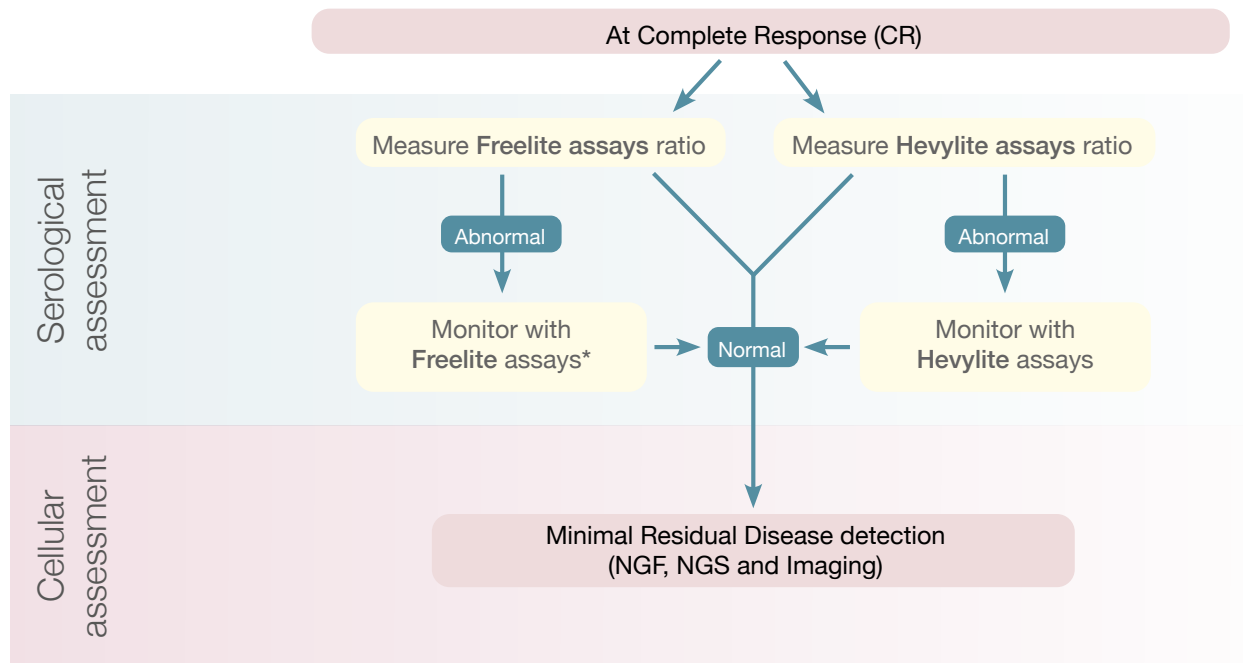 At Complete Response (CR)
Serological
assessment
Measure Freelite assays ratio
Measure Hevylite assays ratio
Abnormal
Abnormal
Monitor with
Freelite assays*
Normal
Monitor with
Hevylite assays
Cellular
assessment
Minimal Residual Disease detection
(NGF, NGS and Imaging)